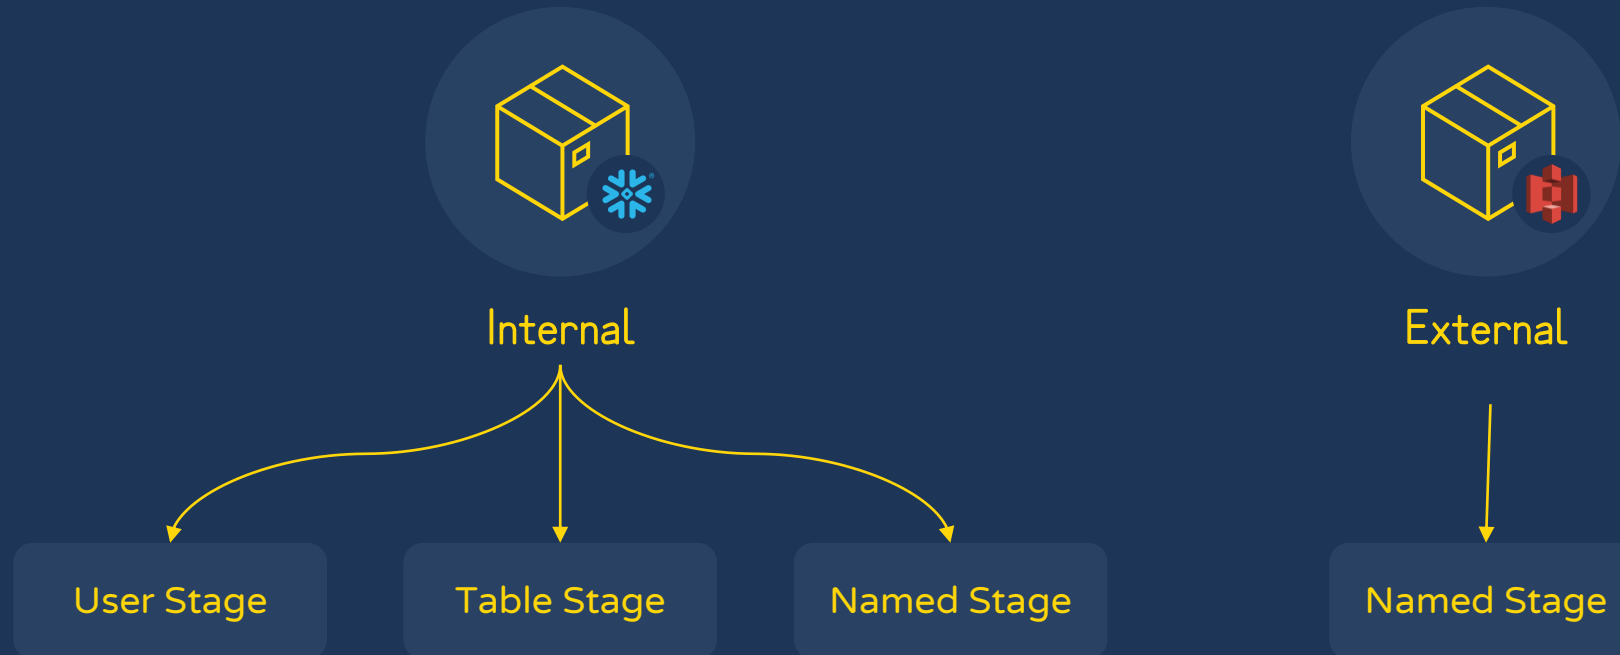 Internal
External
User Stage
Table Stage
Named Stage
Named Stage